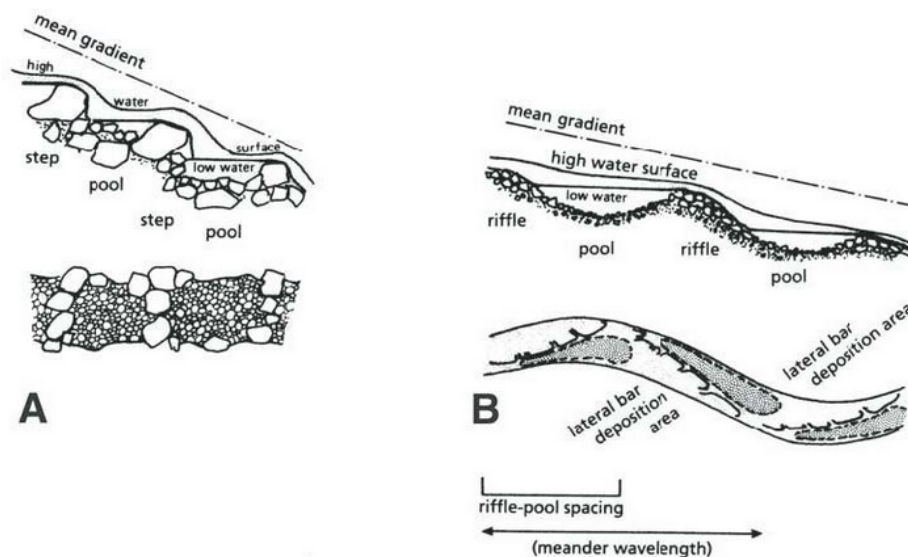 mean gradient
high
water
surface
low water
step
pool
step
pool
A
mean gradient
high water surface
low water
riffle
pool
riffle
pool
lateral bar
deposition area
lateral bar
deposition
area
B
riffle-pool spacing
(meander wavelength)